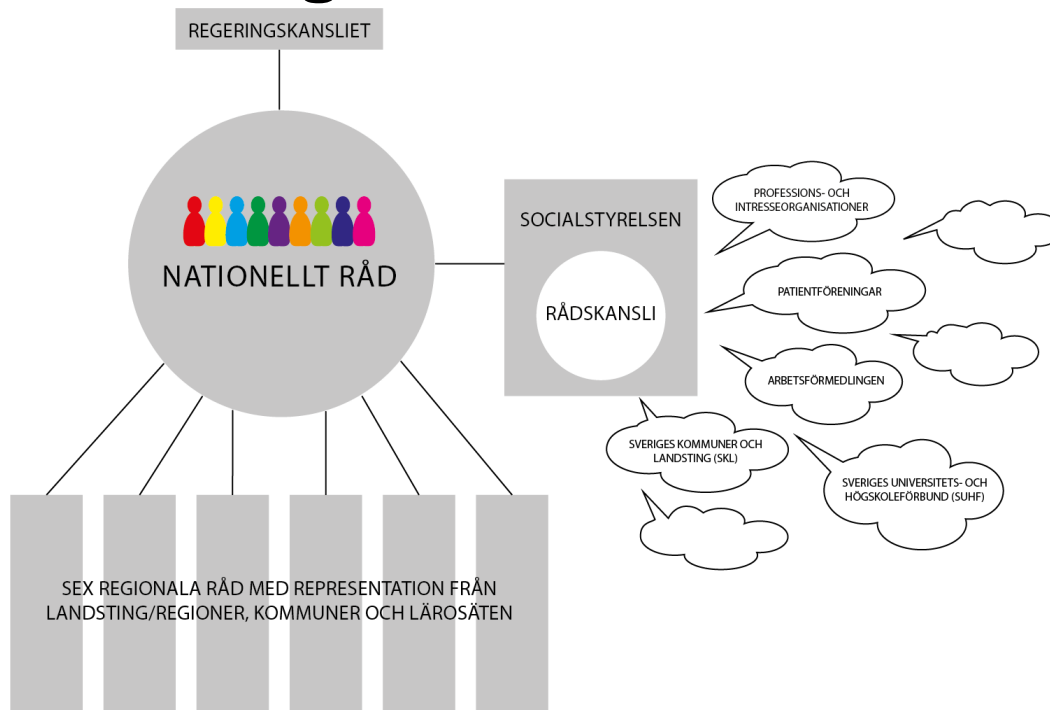 REGERINGSKANSLIET
NATIONELLT RÅD
SOCIALSTYRELSEN
RÅDSKANSLI
PROFESSIONS- OCH
INTRESSEORGANISATIONER
PATIENTFÖRENINGAR
ARBETSFÖRMEDLINGEN
SVERIGES KOMMUNER OCH
LANDSTING (SKL)
SVERIGES UNIVERSITETS- OCH
HÖGSKOLEFÖRBUND (SUHF)
SEX REGIONALA RÅD MED REPRESENTATION FRÅN
LANDSTING/REGIONER, KOMMUNER OCH LÄROSÄTEN